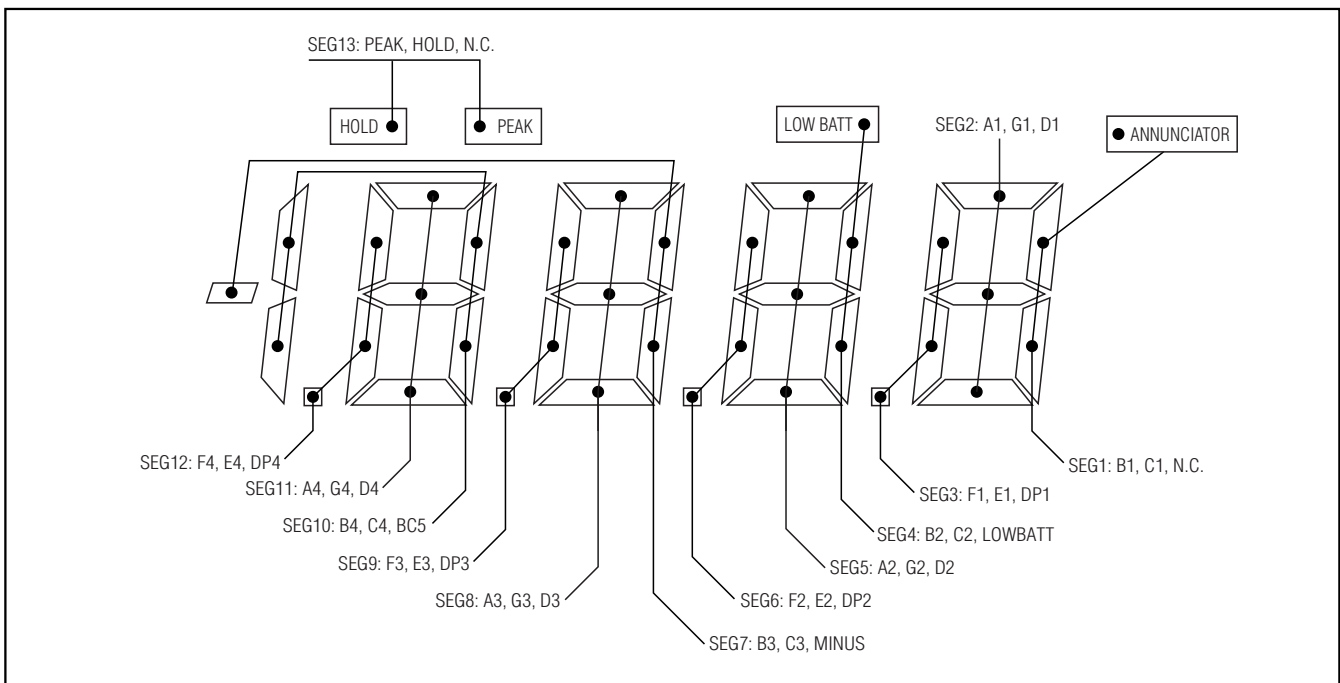 SEG13: PEAK, HOLD, N.C.
HOLD
PEAK
LOW BATT
SEG2: A1, G1, D1
ANNUNCIATOR
SEG12: F4, E4, DP4
SEG11: A4, G4, D4
SEG10: B4, C4, BC5
SEG9: F3, E3, DP3
SEG8: A3, G3, D3
SEG7: B3, C3, MINUS
SEG6: F2, E2, DP2
SEG5: A2, G2, D2
SEG4: B2, C2, LOWBATT
SEG3: F1, E1, DP1
SEG1: B1, C1, N.C.